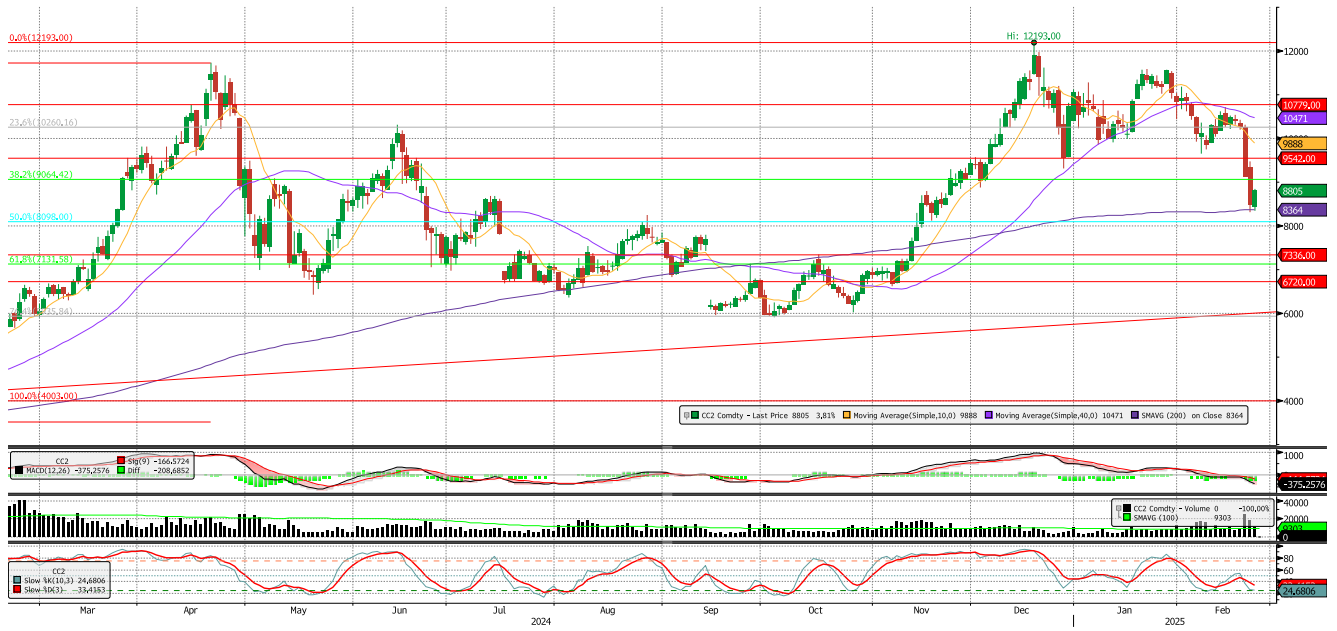 0.0%(12193.00)
Hi: 12193.00
12000
10779,00
10471
23.6%(10260.16)
9888
9542,00
38.2%(9064.42)
8805
8364
50.0%(8098.00)
8000
7336,00
61.8%(7131.58)
6720,00
6000
100.0%(4003.00)
4000
CC2 Comdty - Last Price 8805 3,81% Moving Average(Simple,10,0) 9888 Moving Average(Simple,40,0) 10471 SMAVG (200) on Close 8364
CC2 Sig(9) -166,5724
MACD(12,26) -375,2576 Diff -208,6852
1000
-375,2576
CC2 Comdty - Volume 0 -100,00%
SMAVG (100) 9303
40000
20000
9303
0
CC2
Slow %K(10,3) 24,6806
Slow %D(3) -33,4153
80
60
24,6806
Mar Apr May Jun Jul Aug Sep Oct Nov Dec Jan Feb
2024 2025